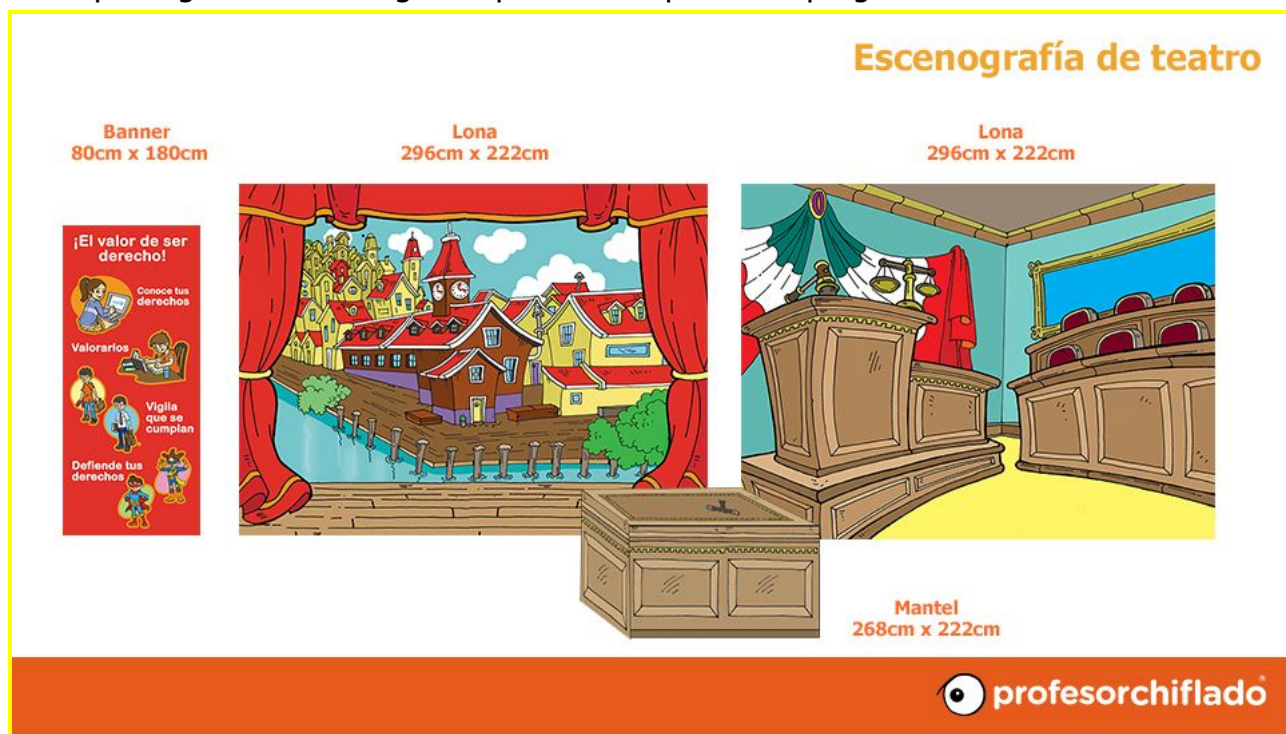 Escenografía de teatro
Banner
80cm x 180cm
Lona
296cm x 222cm
Lona
296cm x 222cm
¡El valor de ser
derecho!
Conoce tus
derechos
Valorarlos
Vigila
que se
cumplan
Defiende tus
derechos
Mantel
268cm x 222cm
profesorchiflado